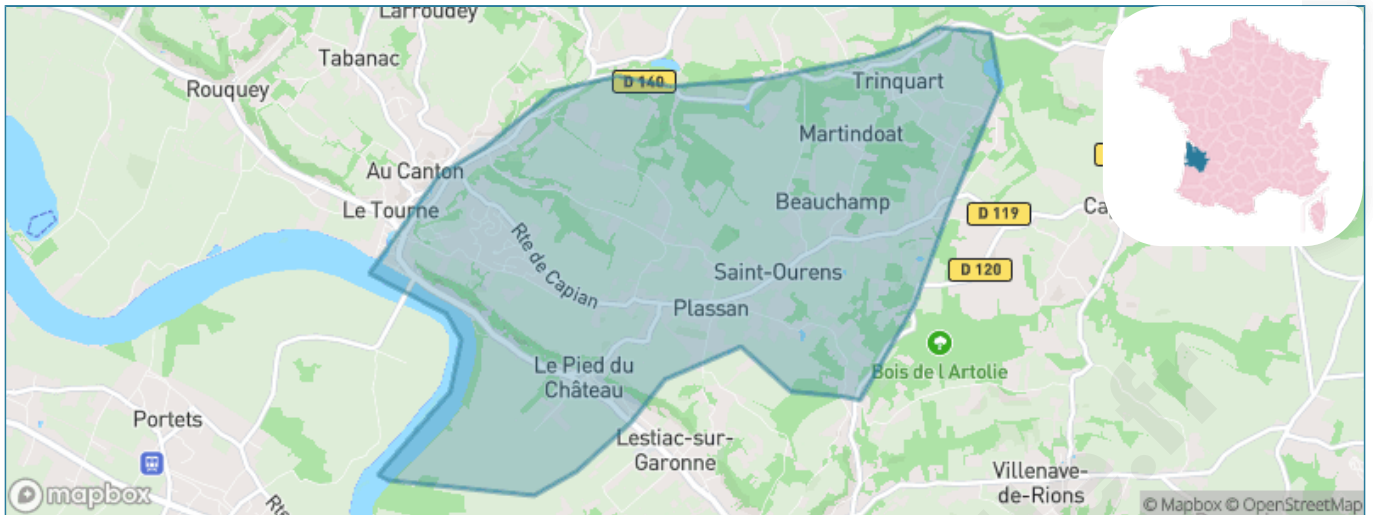 Larroudey
Tabanac
Rouquey
D 140
Trinquart
Martindoat
Au Canton
Beauchamp
Le Tourne
D 119
Rte de Capian
Saint-Ourens
D 120
Plassan
Le Pied du
Château
Bois de l Artolie
Portets
Lestiac-sur-
Garonne
Villenave-
de-Rions
mapbox
© Mapbox © OpenStreetMap